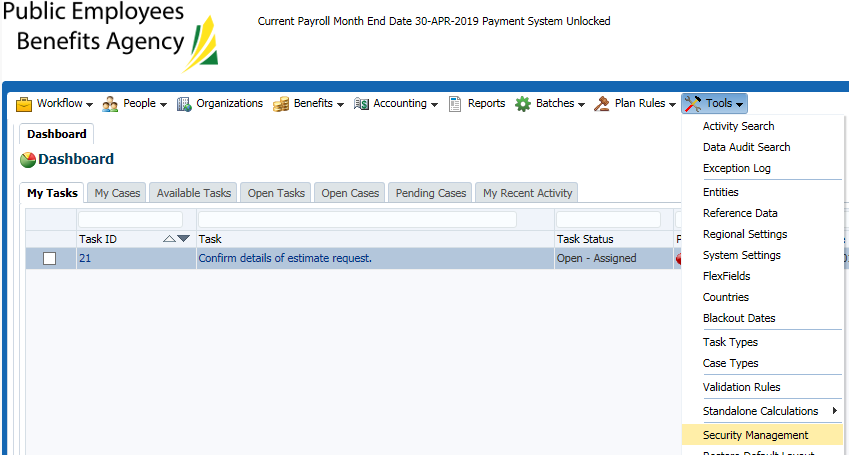 Public Employees
Benefits Agency
Current Payroll Month End Date 30-APR-2019 Payment System Unlocked
Workflow People Organizations Benefits Accounting Reports Batches Plan Rules Tools
Dashboard
Dashboard
My Tasks My Cases Available Tasks Open Tasks Open Cases Pending Cases My Recent Activity
Task ID Task Task Status
21 Confirm details of estimate request. Open - Assigned
Activity Search
Data Audit Search
Exception Log
Entities
Reference Data
Regional Settings
System Settings
FlexFields
Countries
Blackout Dates
Task Types
Case Types
Validation Rules
Standalone Calculations
Security Management
Restore Default Layout